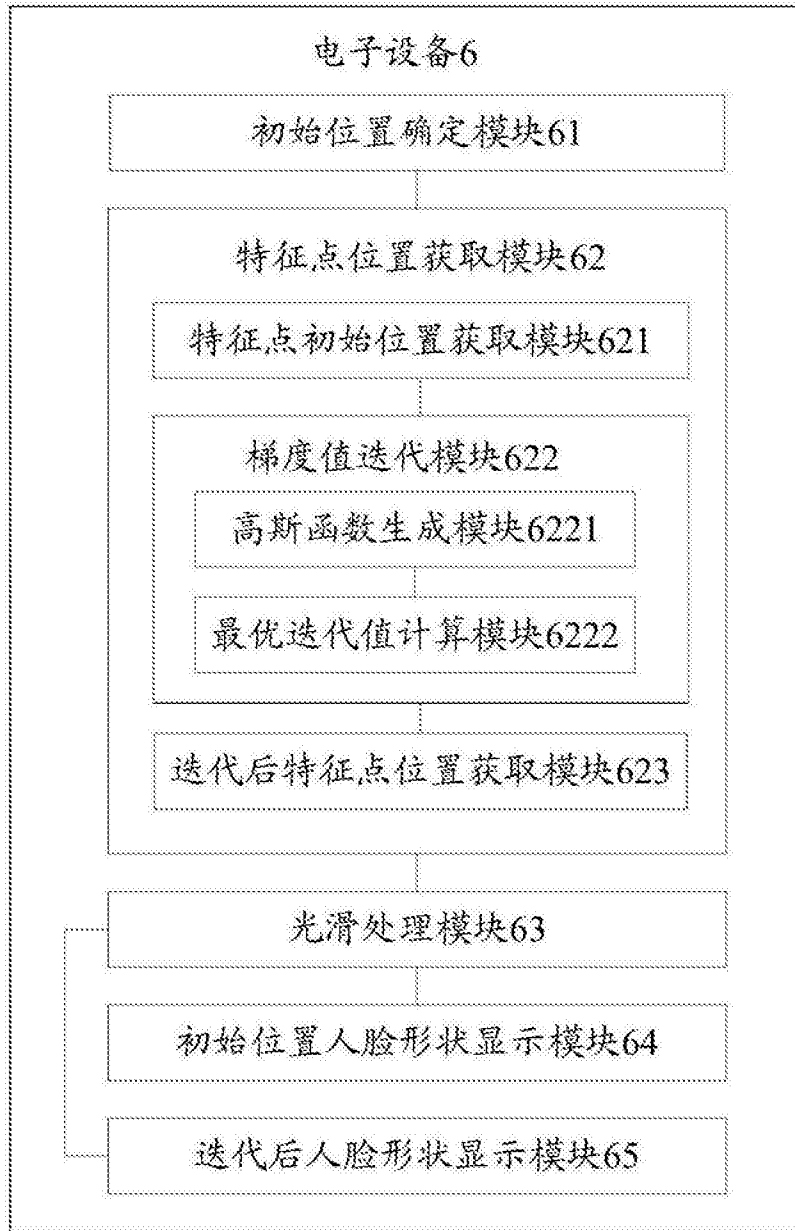 电子设备6
初始位置确定模块61
特征点位置获取模块62
特征点初始位置获取模块621
梯度值迭代模块622
高斯函数生成模块6221
最优迭代值计算模块6222
迭代后特征点位置获取模块623
光滑处理模块63
初始位置人脸形状显示模块64
迭代后人脸形状显示模块65